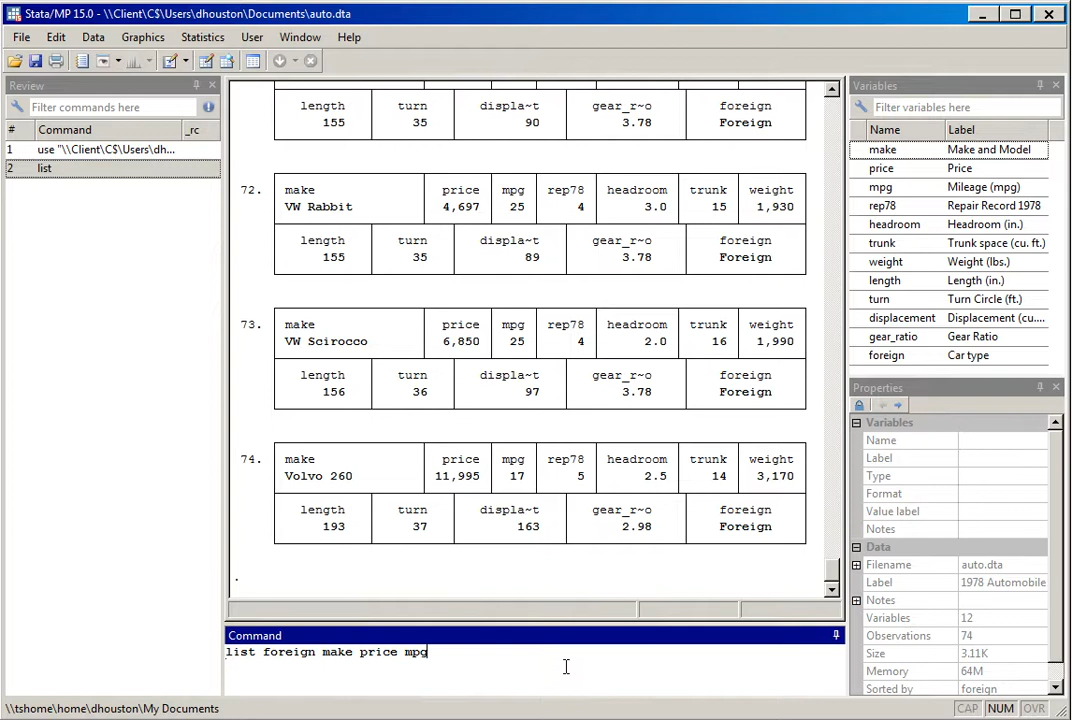 Stata/MP 15.0 - \\Client\C$\Users\dhouston\Documents\auto.dta
File Edit Data Graphics Statistics User Window Help
Review
Filter commands here
# Command _rc
1 use "\\Client\C$\Users\dh...
2 list
length turn displa~t gear_r~o foreign
155 35 90 3.78 Foreign
72. make price mpg rep78 headroom trunk weight
VW Rabbit 4,697 25 4 3.0 15 1,930
length turn displa~t gear_r~o foreign
155 35 89 3.78 Foreign
73. make price mpg rep78 headroom trunk weight
VW Scirocco 6,850 25 4 2.0 16 1,990
length turn displa~t gear_r~o foreign
156 36 97 3.78 Foreign
74. make price mpg rep78 headroom trunk weight
Volvo 260 11,995 17 5 2.5 14 3,170
length turn displa~t gear_r~o foreign
193 37 163 2.98 Foreign
.
Command
list foreign make price mpg
Variables
Filter variables here
Name Label
make Make and Model
price Price
mpg Mileage (mpg)
rep78 Repair Record 1978
headroom Headroom (in.)
trunk Trunk space (cu. ft.)
weight Weight (lbs.)
length Length (in.)
turn Turn Circle (ft.)
displacement Displacement (cu....
gear_ratio Gear Ratio
foreign Car type
Properties
Variables
Name
Label
Type
Format
Value label
Notes
Data
Filename auto.dta
Label 1978 Automobile
Notes
Variables 12
Observations 74
Size 3.11K
Memory 64M
Sorted by foreign
\\tshome\home\dhouston\My Documents
CAP NUM OVR